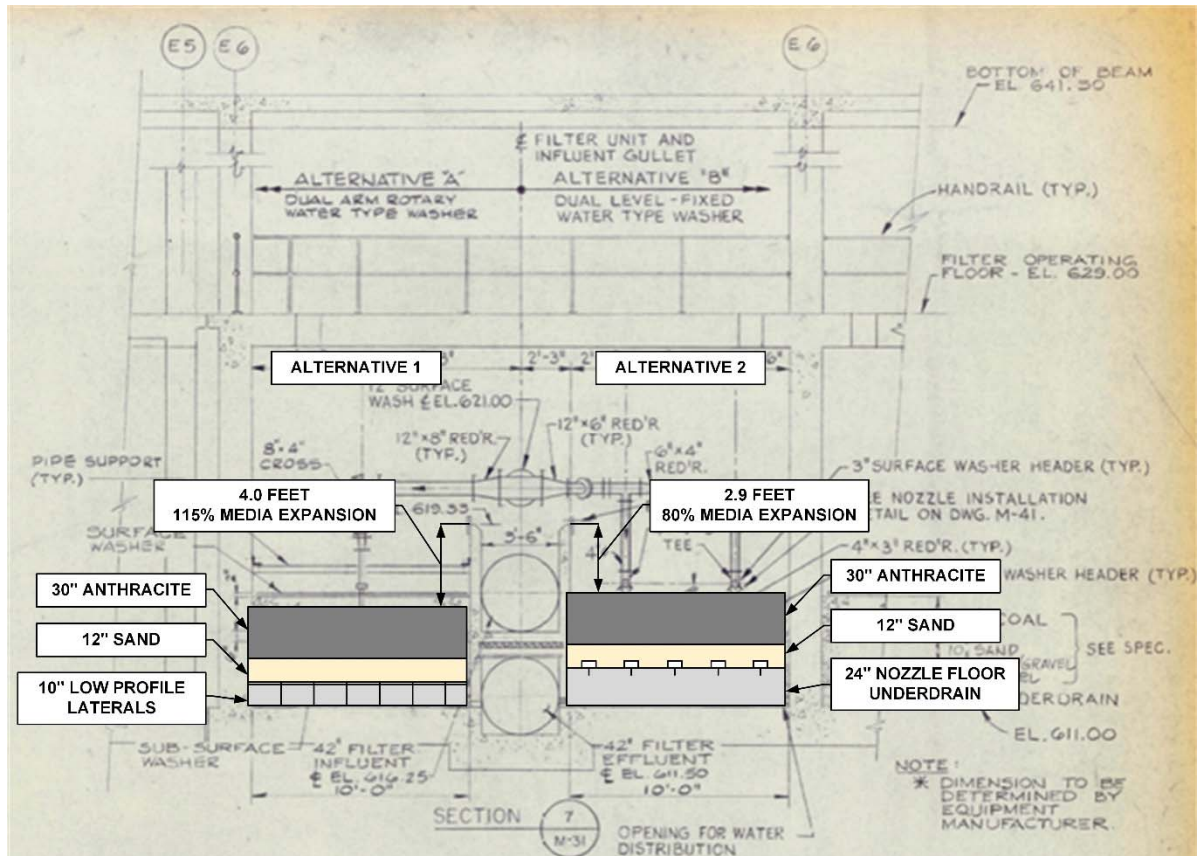 E5
E6
E6
BOTTOM OF BEAM
EL 641.50
℄ FILTER UNIT AND
INFLUENT GULLET
ALTERNATIVE "A"
DUAL ARM ROTARY
WATER TYPE WASHER
ALTERNATIVE "B"
DUAL LEVEL-FIXED
WATER TYPE WASHER
HANDRAIL (TYP.)
FILTER OPERATING
FLOOR - EL. 629.00
ALTERNATIVE 1
2'-3"
ALTERNATIVE 2
12" SURFACE
WASH ℄ EL.621.00
8"x4"
CROSS
12"x8" RED'R.
(TYP.)
12"x6" RED'R
(TYP.)
6"x4"
RED'R.
PIPE SUPPORT
(TYP.)
3" SURFACE WASHER HEADER (TYP.)
4.0 FEET
115% MEDIA EXPANSION
619.33
2.9 FEET
80% MEDIA EXPANSION
NOZZLE INSTALLATION
DETAIL ON DWG. M-41.
SURFACE
WASHER
TEE
4"x3" RED'R. (TYP.)
30" ANTHRACITE
30" ANTHRACITE
WASHER HEADER (TYP.)
12" SAND
12" SAND
COAL
SAND
GRAVEL
SEE SPEC.
10" LOW PROFILE
LATERALS
24" NOZZLE FLOOR
UNDERDRAIN
EL.611.00
SUB-SURFACE
WASHER
42" FILTER
INFLUENT
℄ EL. 616.25
10'-0"
42" FILTER
EFFLUENT
℄ EL. 611.50
10'-0"
NOTE:
* DIMENSION TO BE
DETERMINED BY
EQUIPMENT
MANUFACTURER.
SECTION
7
M-31
OPENING FOR WATER
DISTRIBUTION